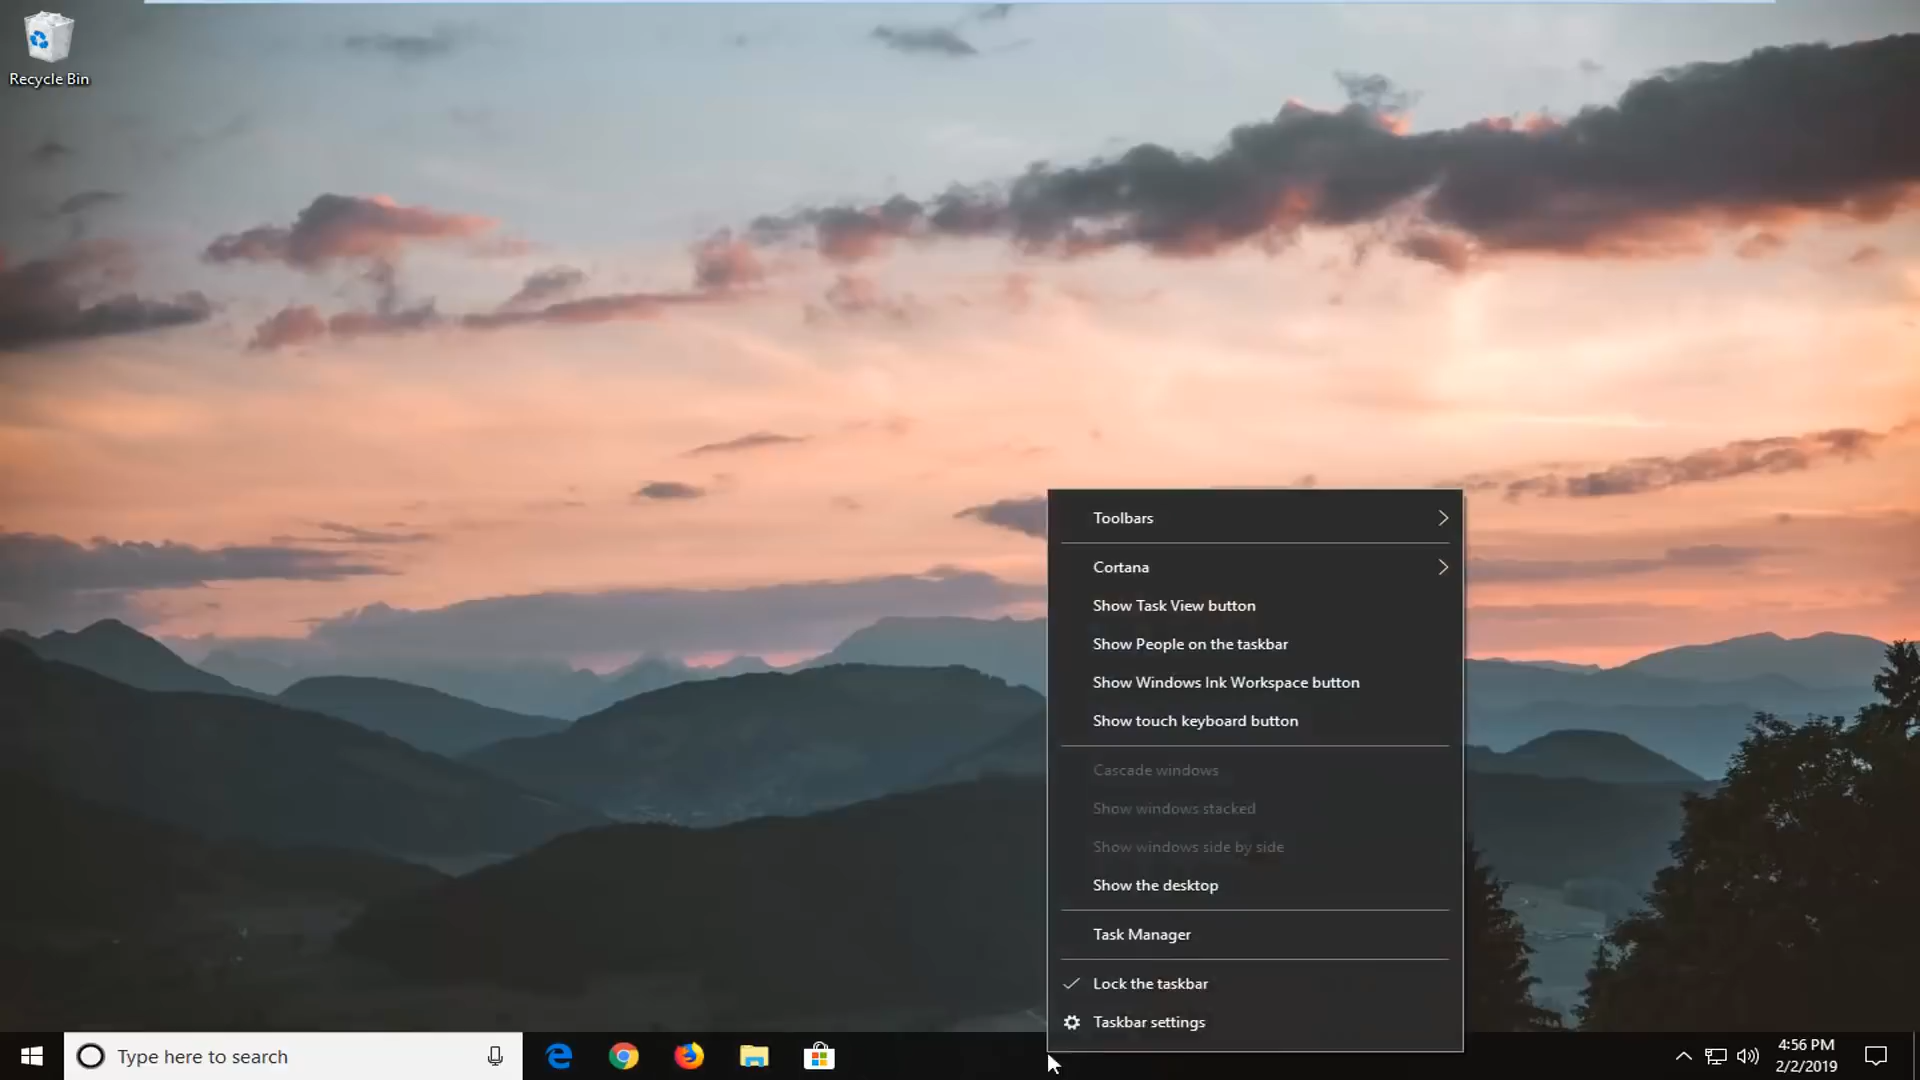 Recycle Bin
Toolbars
Cortana
Show Task View button
Show People on the taskbar
Show Windows Ink Workspace button
Show touch keyboard button
Cascade windows
Show windows stacked
Show windows side by side
Show the desktop
Task Manager
Lock the taskbar
Taskbar settings
Type here to search
4:56 PM
2/2/2019